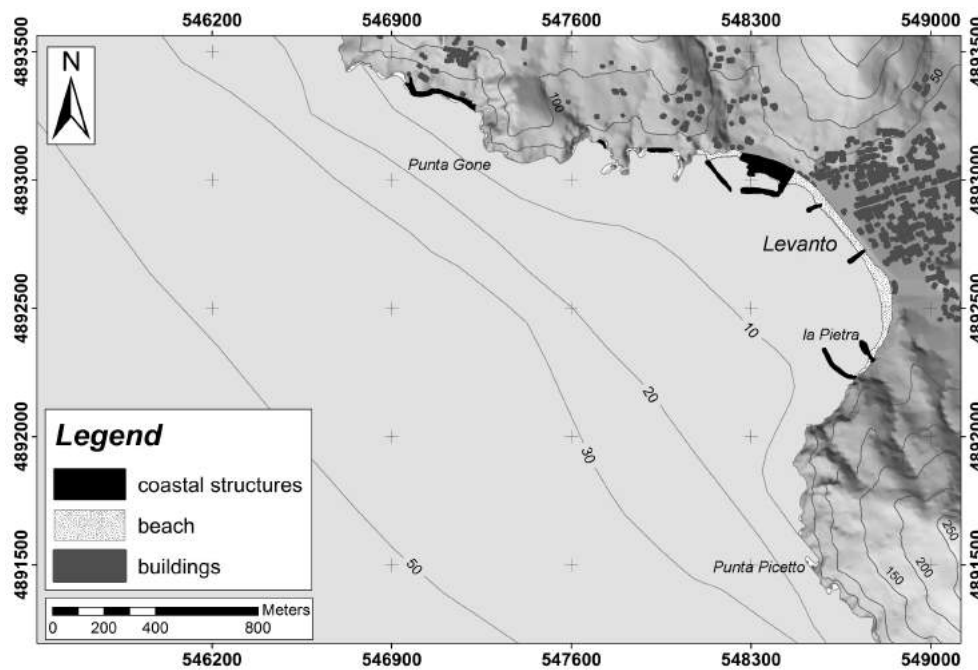 546200 546900 547600 548300 549000
4893500 4893500
N
50
100
Punta Gone
4893000 4893000
Levanto
4892500 4892500
10
la Pietra
20
4892000 4892000
Legend
30
coastal structures
beach
250
buildings
50
Punta Picetto
200
150
4891500 4891500
Meters
0 200 400 800
546200 546900 547600 548300 549000